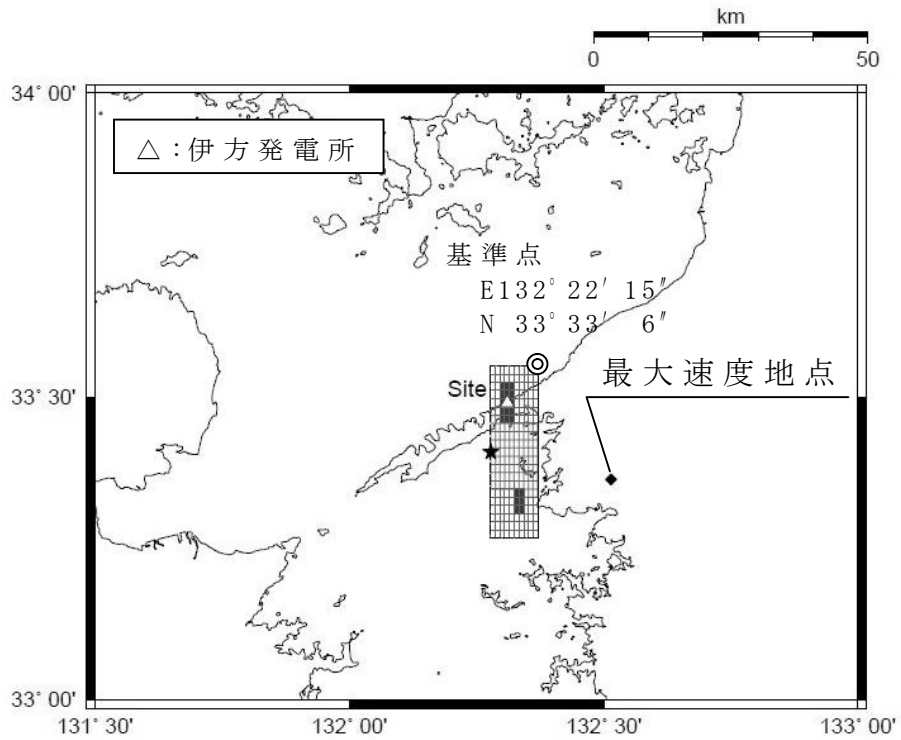 km
0 50
34° 00'
△:伊方発電所
基準点
E132° 22′ 15″
N 33° 33′ 6″
Site
最大速度地点
33° 30'
33° 00'
131° 30' 132° 00' 132° 30' 133° 00'